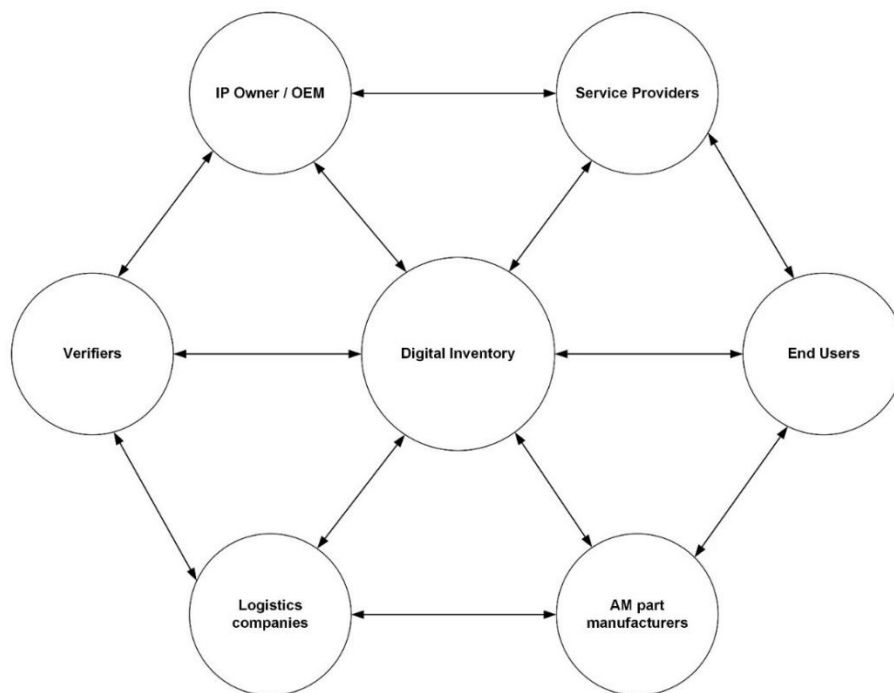 IP Owner / OEM
Service Providers
Verifiers
Digital Inventory
End Users
Logistics
companies
AM part
manufacturers